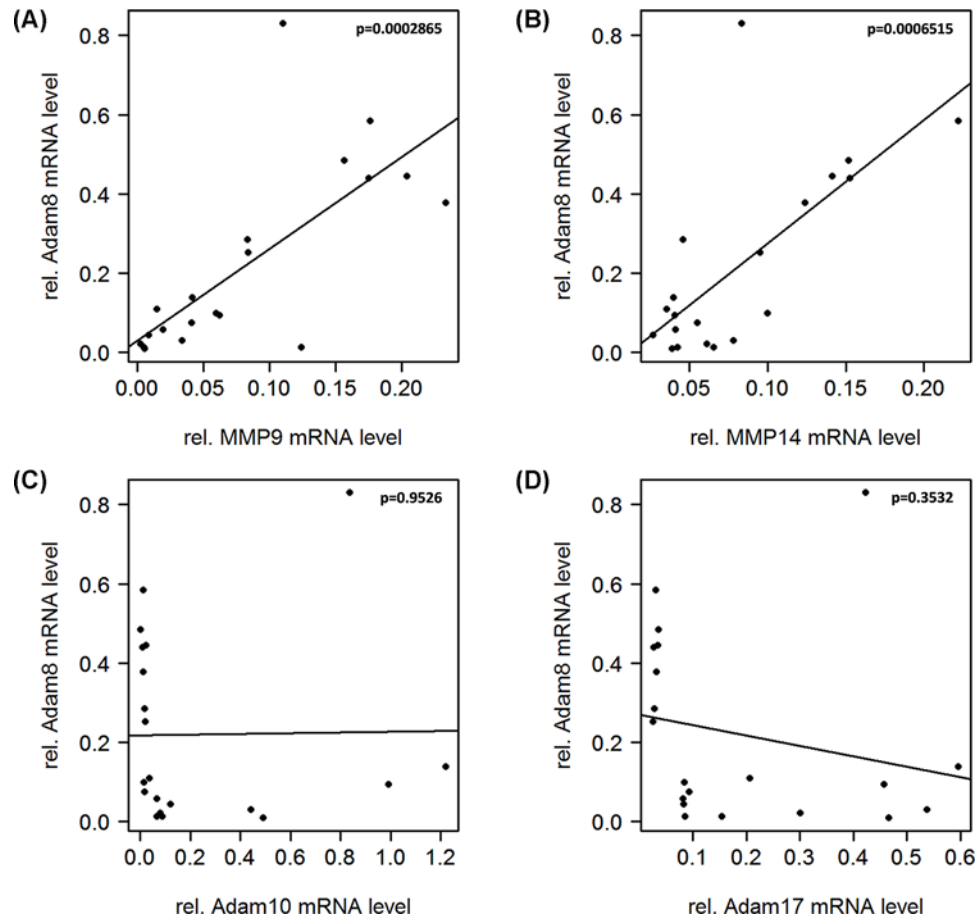 (A)
p=0.0002865
0.8
0.6
0.4
0.2
0.0
rel. Adam8 mRNA level
0.00 0.05 0.10 0.15 0.20
rel. MMP9 mRNA level
(B)
p=0.0006515
0.8
0.6
0.4
0.2
0.0
rel. Adam8 mRNA level
0.05 0.10 0.15 0.20
rel. MMP14 mRNA level
(C)
p=0.9526
0.8
0.6
0.4
0.2
0.0
rel. Adam8 mRNA level
0.0 0.2 0.4 0.6 0.8 1.0 1.2
rel. Adam10 mRNA level
(D)
p=0.3532
0.8
0.6
0.4
0.2
0.0
rel. Adam8 mRNA level
0.1 0.2 0.3 0.4 0.5 0.6
rel. Adam17 mRNA level